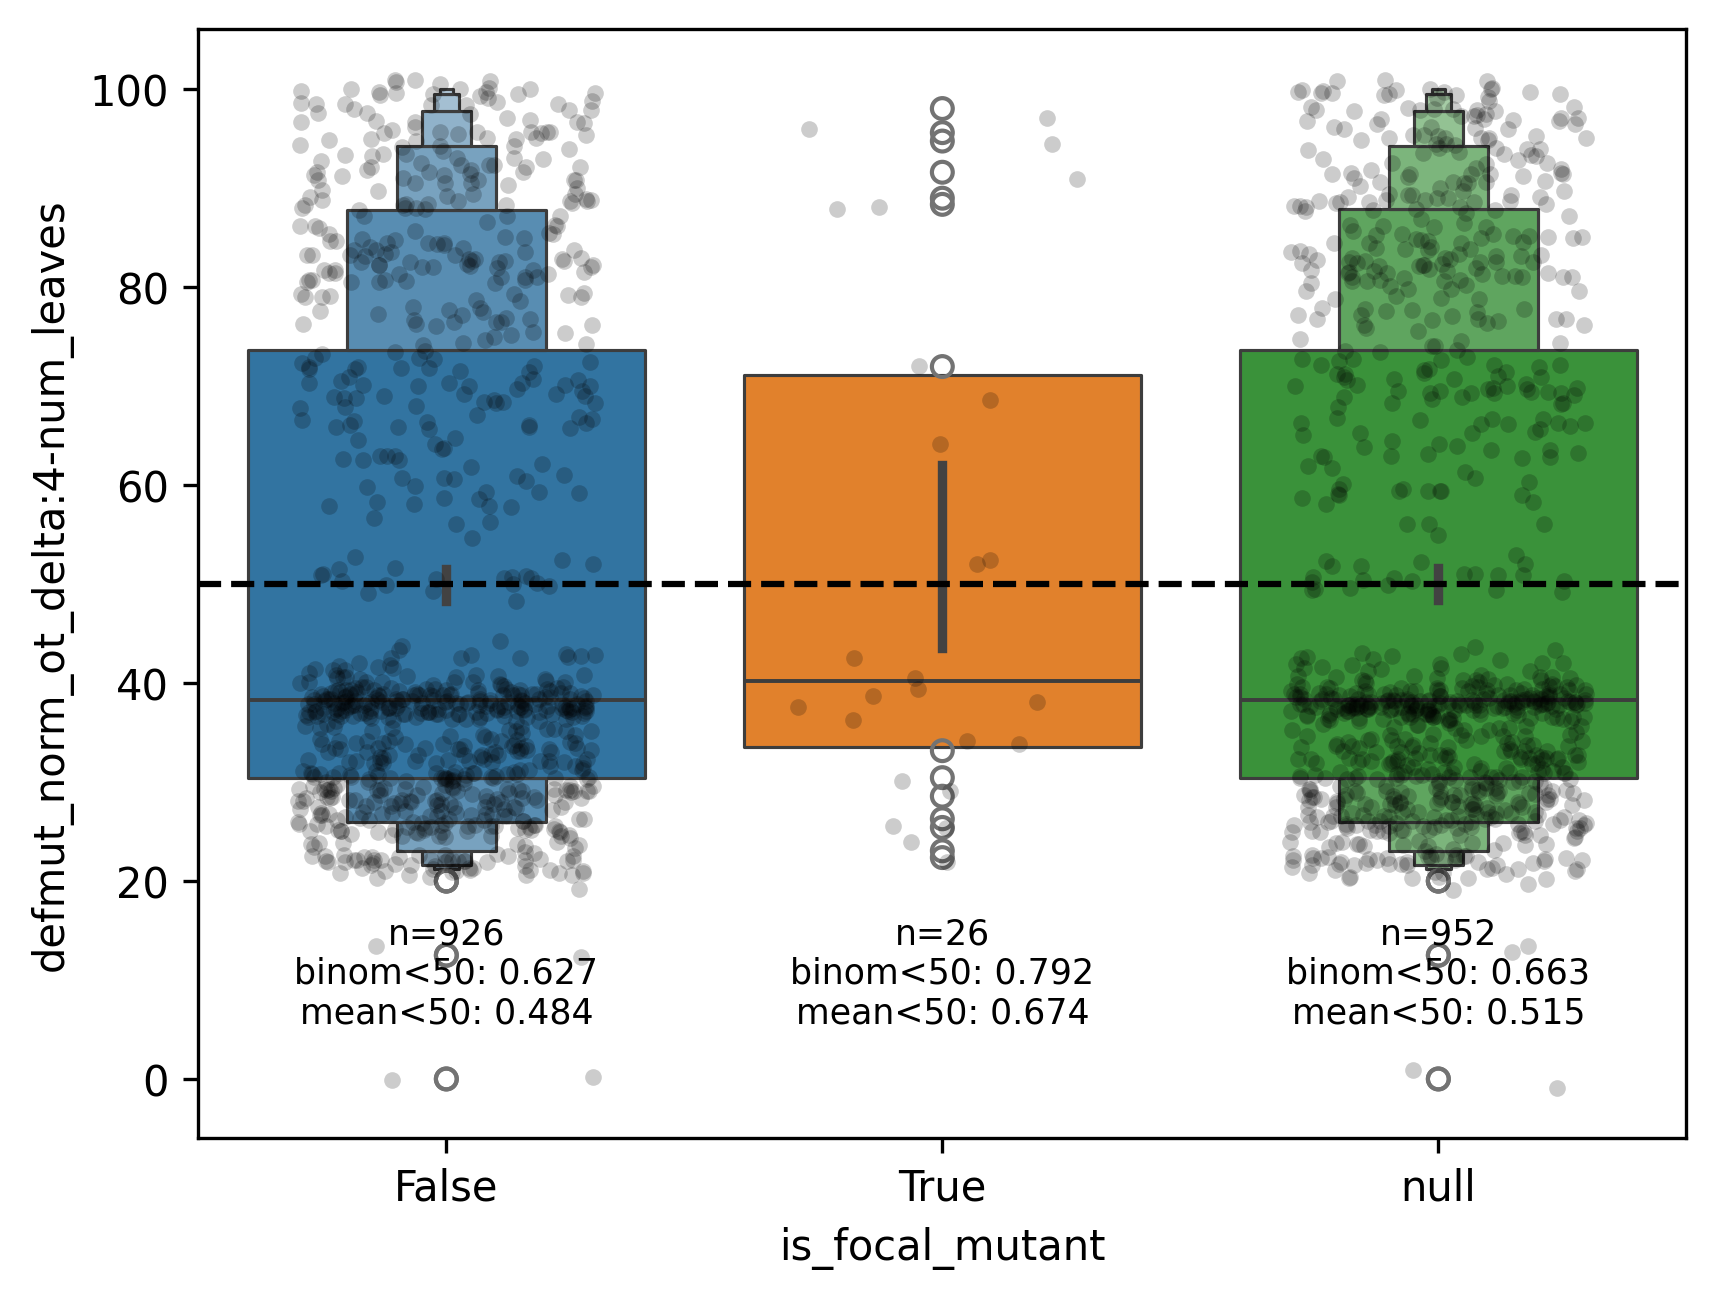 defmut_norm_ot_delta:4-num_leaves
100
80
60
40
20
0
n=926
binom<50: 0.627
mean<50: 0.484
n=26
binom<50: 0.792
mean<50: 0.674
n=952
binom<50: 0.663
mean<50: 0.515
False
True
null
is_focal_mutant